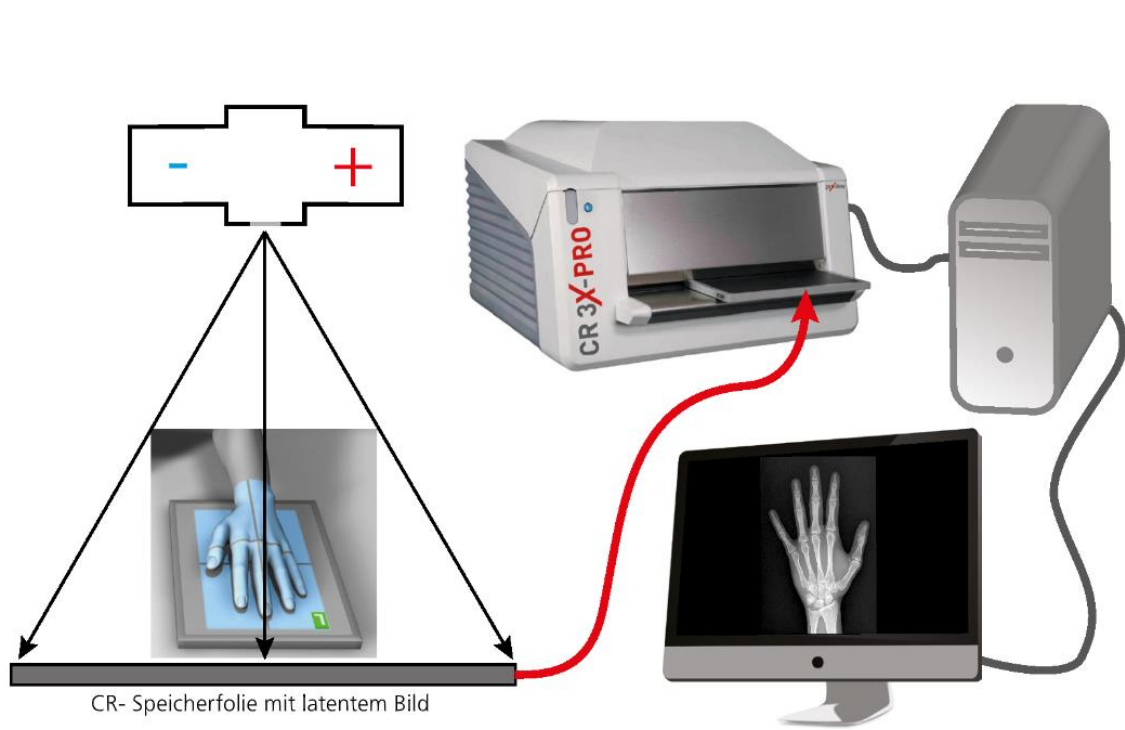 - +
CR 3X-PRO
CR- Speicherfolie mit latentem Bild